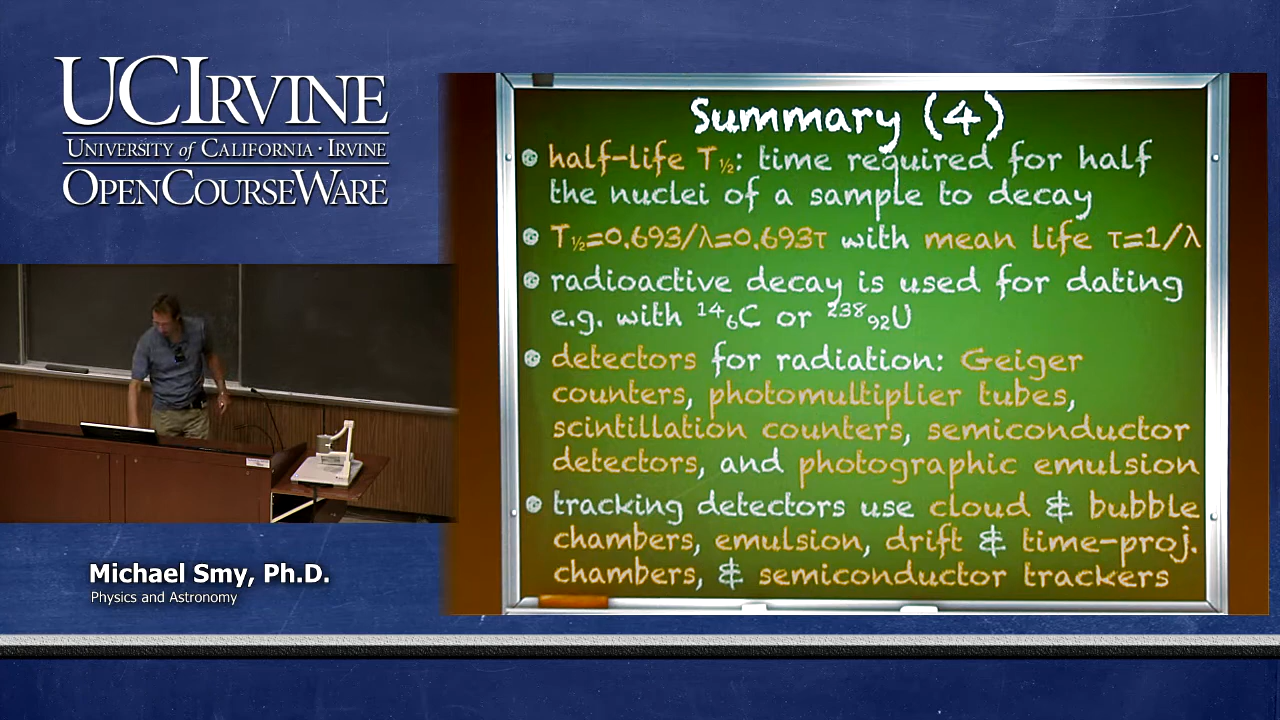 UCIRVINE
UNIVERSITY of CALIFORNIA · IRVINE
OPENCOURSEWARE
Michael Smy, Ph.D.
Physics and Astronomy
Summary (4)
half-life T½: time required for half
the nuclei of a sample to decay
T½=0.693/λ=0.693τ with mean life τ=1/λ
radioactive decay is used for dating
e.g. with ¹⁴₆C or ²³⁸₉₂U
detectors for radiation: Geiger
counters, photomultiplier tubes,
scintillation counters, semiconductor
detectors, and photographic emulsion
tracking detectors use cloud & bubble
chambers, emulsion, drift & time-proj.
chambers, & semiconductor trackers